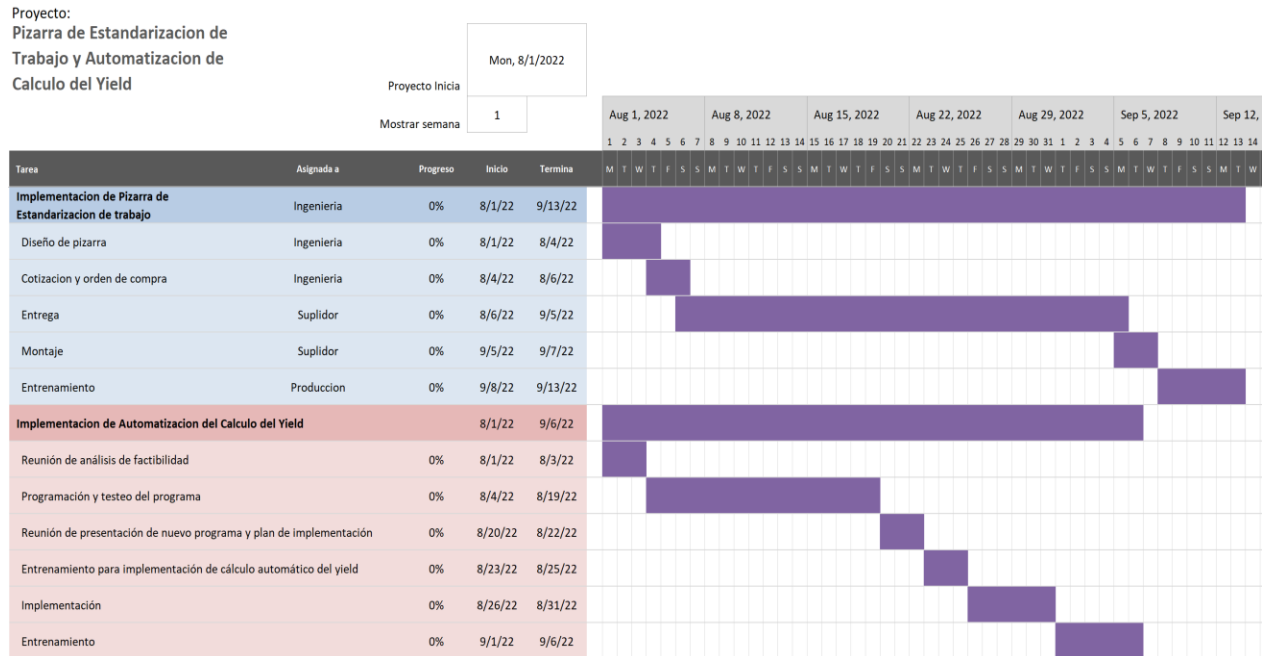 Proyecto:
Pizarra de Estandarizacion de
Trabajo y Automatizacion de
Calculo del Yield
Mon, 8/1/2022
Proyecto Inicia
Mostrar semana 1
Aug 1, 2022 Aug 8, 2022 Aug 15, 2022 Aug 22, 2022 Aug 29, 2022 Sep 5, 2022 Sep 12,
1 2 3 4 5 6 7 8 9 10 11 12 13 14 15 16 17 18 19 20 21 22 23 24 25 26 27 28 29 30 31 1 2 3 4 5 6 7 8 9 10 11 12 13 14
Tarea Asignada a Progreso Inicio Termina M T W T F S S M T W T F S S M T W T F S S M T W T F S S M T W T F S S M T W T F S S M T W
Implementacion de Pizarra de
Estandarizacion de trabajo Ingenieria 0% 8/1/22 9/13/22
Diseño de pizarra Ingenieria 0% 8/1/22 8/4/22
Cotizacion y orden de compra Ingenieria 0% 8/4/22 8/6/22
Entrega Suplidor 0% 8/6/22 9/5/22
Montaje Suplidor 0% 9/5/22 9/7/22
Entrenamiento Produccion 0% 9/8/22 9/13/22
Implementacion de Automatizacion del Calculo del Yield 8/1/22 9/6/22
Reunión de análisis de factibilidad 0% 8/1/22 8/3/22
Programación y testeo del programa 0% 8/4/22 8/19/22
Reunión de presentación de nuevo programa y plan de implementación 0% 8/20/22 8/22/22
Entrenamiento para implementación de cálculo automático del yield 0% 8/23/22 8/25/22
Implementación 0% 8/26/22 8/31/22
Entrenamiento 0% 9/1/22 9/6/22